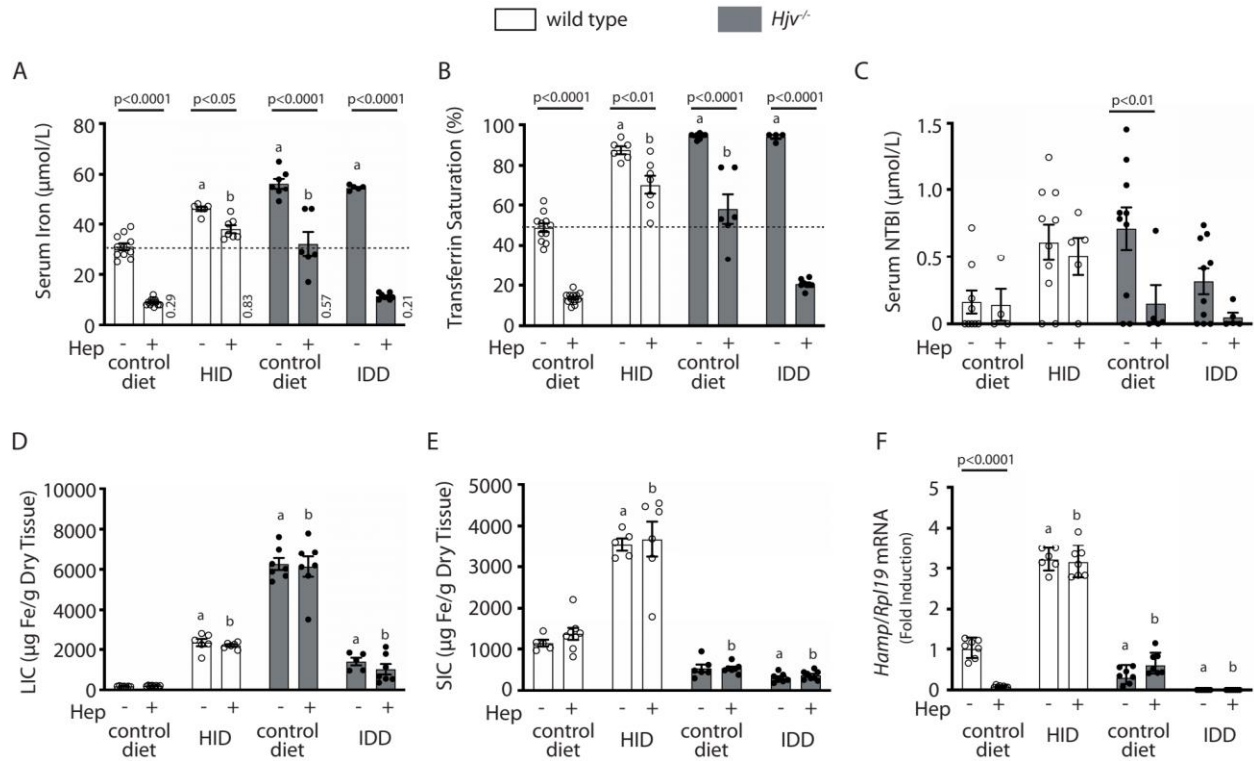 wild type Hjv-/-
A
p<0.0001 p<0.05 p<0.0001 p<0.0001
Serum Iron (μmol/L)
80
60
40
20
0
a b a b a
0.29 0.83 0.57 0.21
Hep - + - + - + - +
control diet HID control diet IDD
B
p<0.0001 p<0.01 p<0.0001 p<0.0001
Transferrin Saturation (%)
100
80
60
40
20
0
a b a b a
Hep - + - + - + - +
control diet HID control diet IDD
C
p<0.01
Serum NTBI (μmol/L)
1.5
1.0
0.5
0
Hep - + - + - + - +
control diet HID control diet IDD
D
LIC (μg Fe/g Dry Tissue)
10000
8000
6000
4000
2000
0
a b a b a b
Hep - + - + - + - +
control diet HID control diet IDD
E
SIC (μg Fe/g Dry Tissue)
5000
4000
3000
2000
1000
0
a b b a b
Hep - + - + - + - +
control diet HID control diet IDD
F
p<0.0001
Hamp/Rpl19 mRNA
(Fold Induction)
5
4
3
2
1
0
a b a b a b
Hep - + - + - + - +
control diet HID control diet IDD